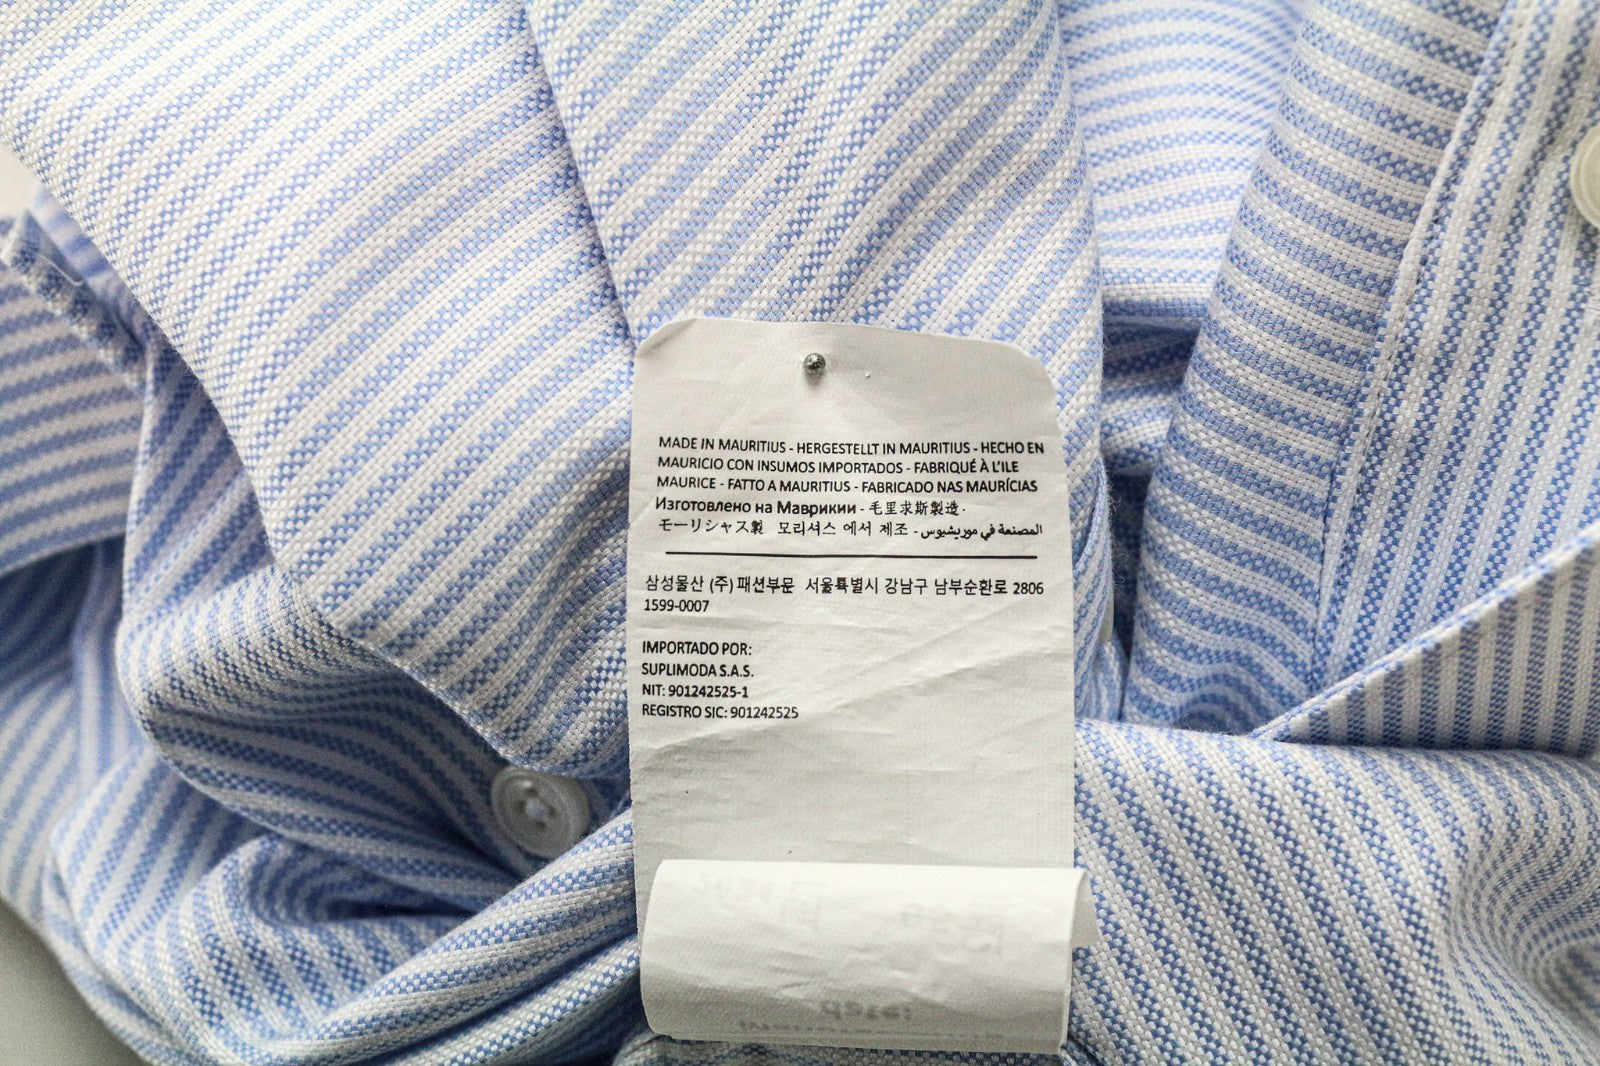 MADE IN MAURITIUS - HERGESTELLT IN MAURITIUS - HECHO EN
MAURICIO CON INSUMOS IMPORTADOS - FABRIQUÉ À L'ILE
MAURICE - FATTO A MAURITIUS - FABRICADO NAS MAURÍCIAS
Изготовлено на Маврикии - 毛里求斯製造 ·
モーリシャス製 모리셔스 에서 제조 - المصنعة في موريشيوس
삼성물산 (주) 패션부문 서울특별시 강남구 남부순환로 2806
1599-0007
IMPORTADO POR:
SUPLIMODA S.A.S.
NIT: 901242525-1
REGISTRO SIC: 901242525
date: